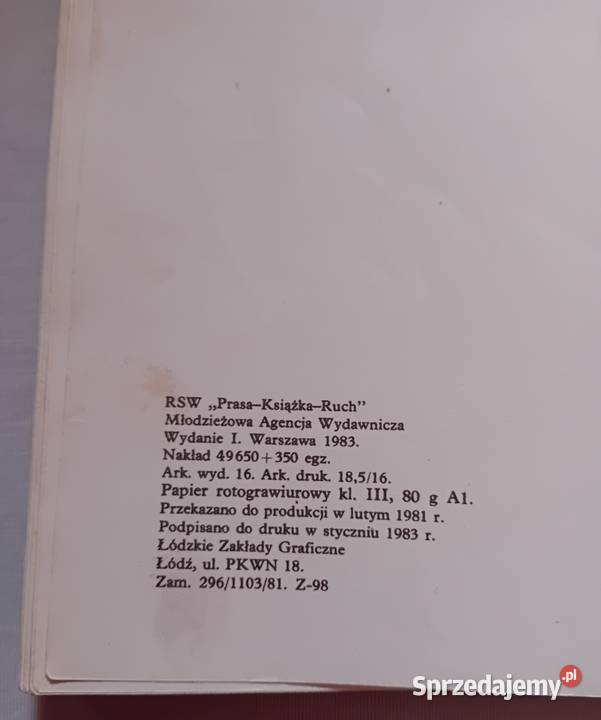 RSW „Prasa–Książka–Ruch”
Młodzieżowa Agencja Wydawnicza
Wydanie I. Warszawa 1983.
Nakład 49650+350 egz.
Ark. wyd. 16. Ark. druk. 18,5/16.
Papier rotograwiurowy kl. III, 80 g A1.
Przekazano do produkcji w lutym 1981 r.
Podpisano do druku w styczniu 1983 r.
Łódzkie Zakłady Graficzne
Łódź, ul. PKWN 18.
Zam. 296/1103/81. Z-98
Sprzedajemy.pl